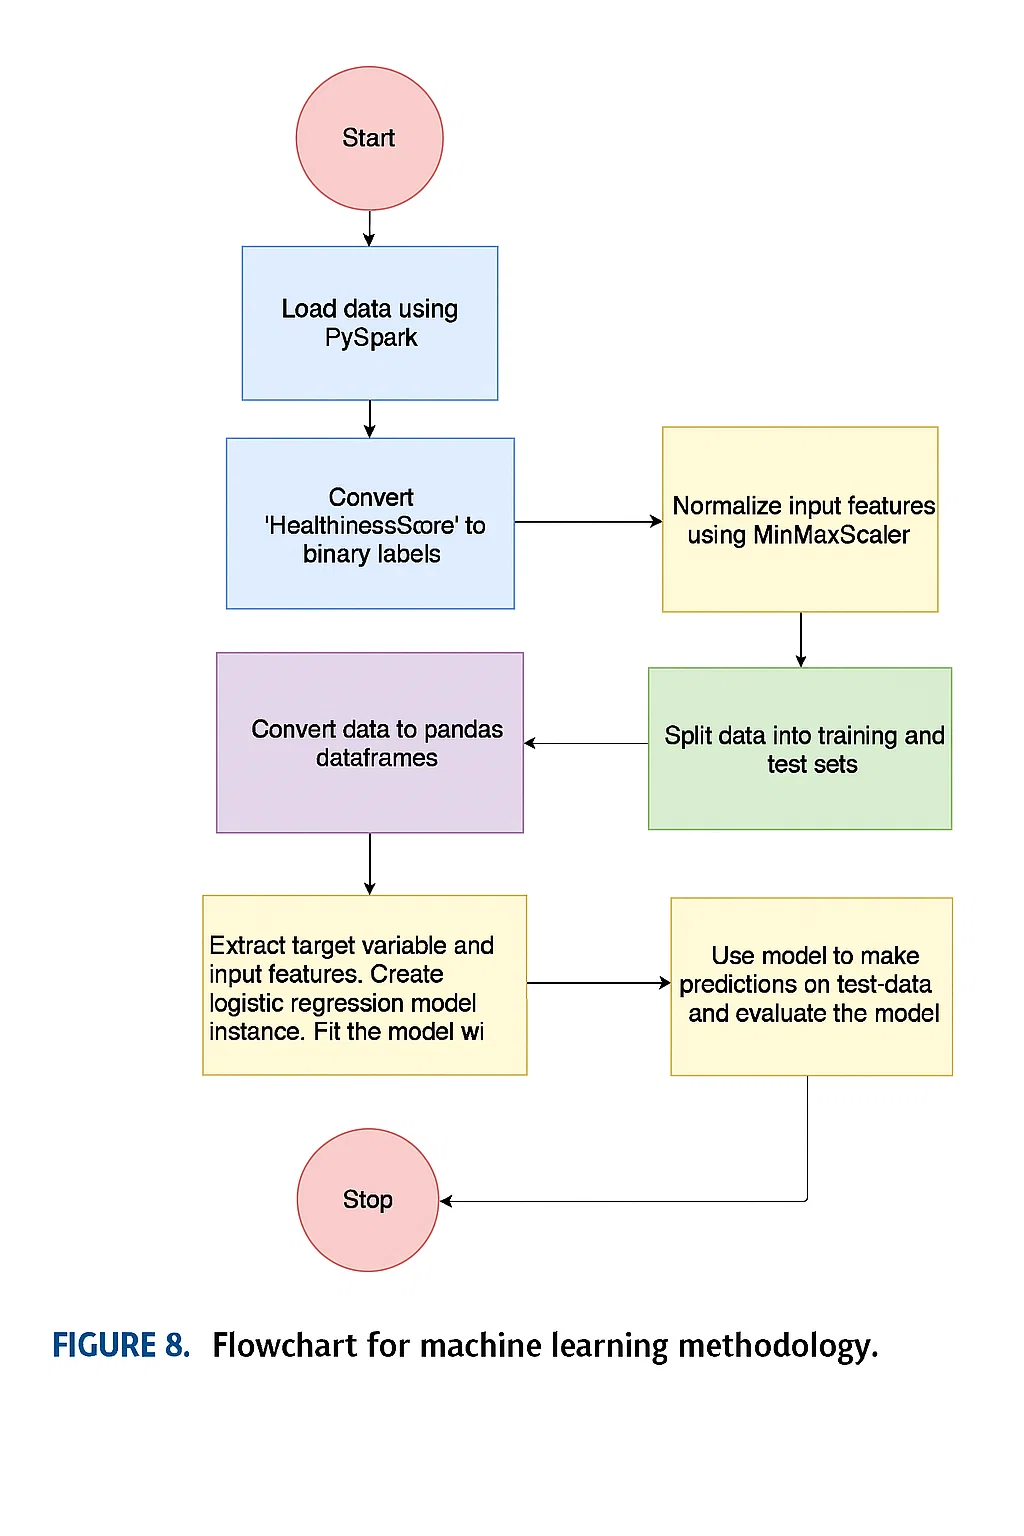 Start
Load data using
PySpark
Convert
'HealthinessScore' to
binary labels
Normalize input features
using MinMaxScaler
Split data into training and
test sets
Convert data to pandas
dataframes
Extract target variable and
input features. Create
logistic regression model
instance. Fit the model wi
Use model to make
predictions on test-data
and evaluate the model
Stop
FIGURE 8. Flowchart for machine learning methodology.